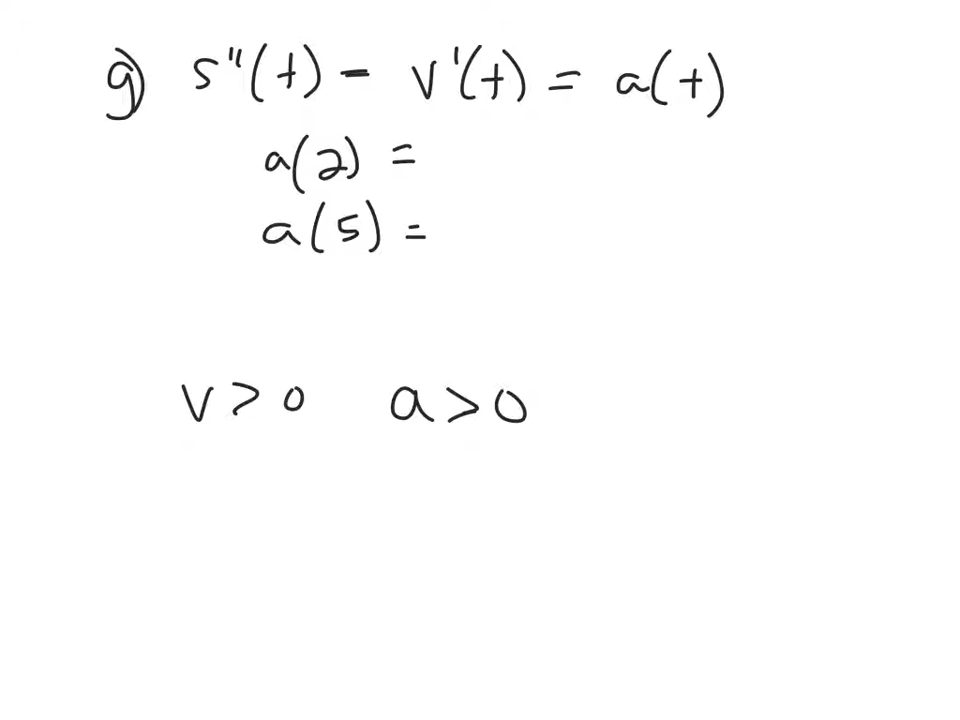 g) s"(t) - v'(t) = a(t)
a(2) =
a(5) =
v > 0 a > 0